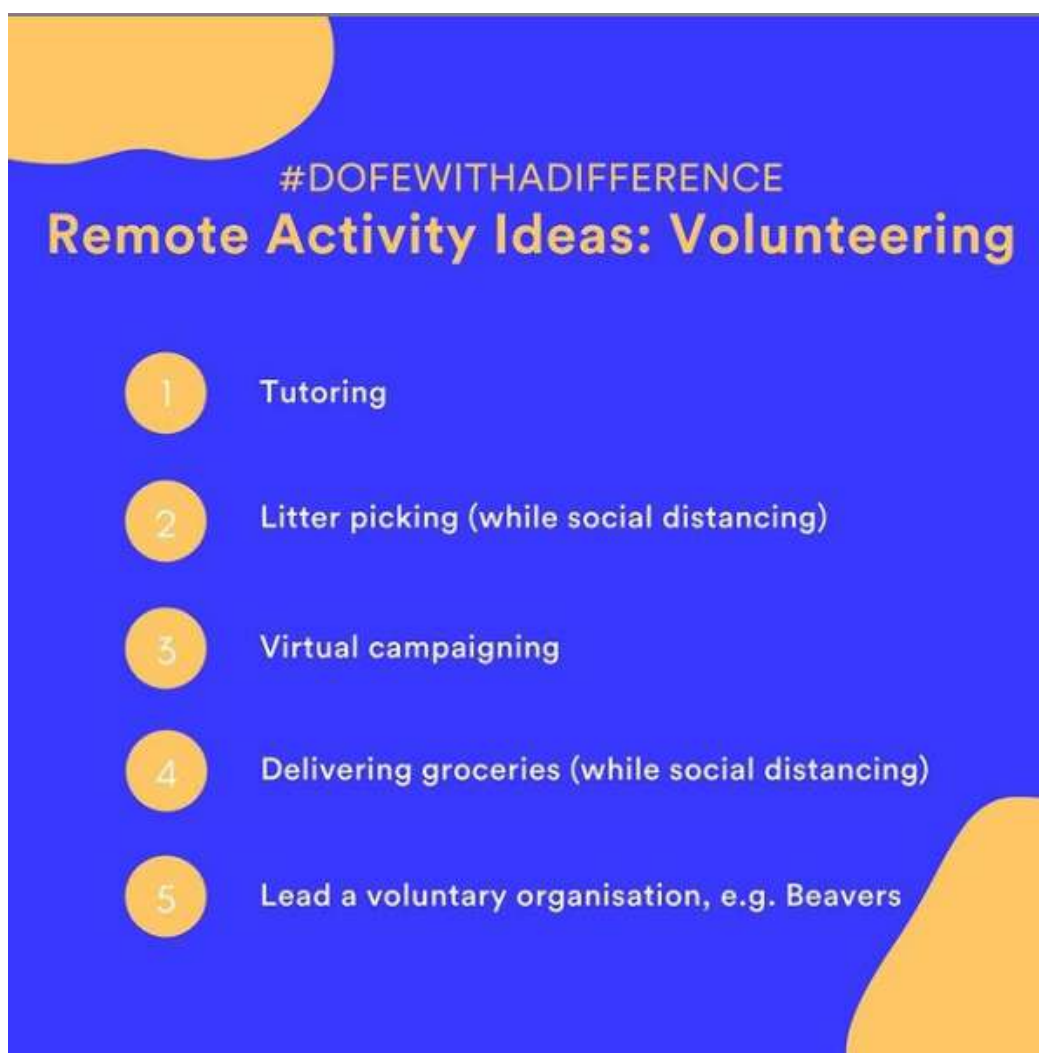 #DOFEWITHADIFFERENCE
Remote Activity Ideas: Volunteering
1 Tutoring
2 Litter picking (while social distancing)
3 Virtual campaigning
4 Delivering groceries (while social distancing)
5 Lead a voluntary organisation, e.g. Beavers